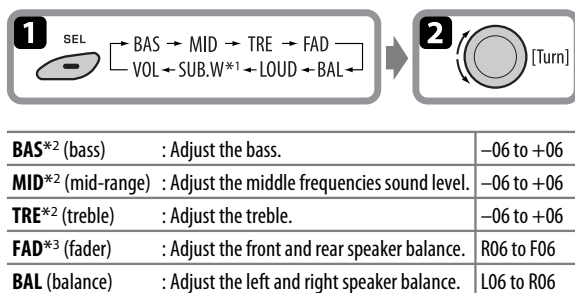 1 SEL BAS → MID → TRE → FAD
VOL ← SUB.W*1 ← LOUD ← BAL
2 [Turn]
BAS*2 (bass) : Adjust the bass. –06 to +06
MID*2 (mid-range) : Adjust the middle frequencies sound level. –06 to +06
TRE*2 (treble) : Adjust the treble. –06 to +06
FAD*3 (fader) : Adjust the front and rear speaker balance. R06 to F06
BAL (balance) : Adjust the left and right speaker balance. L06 to R06